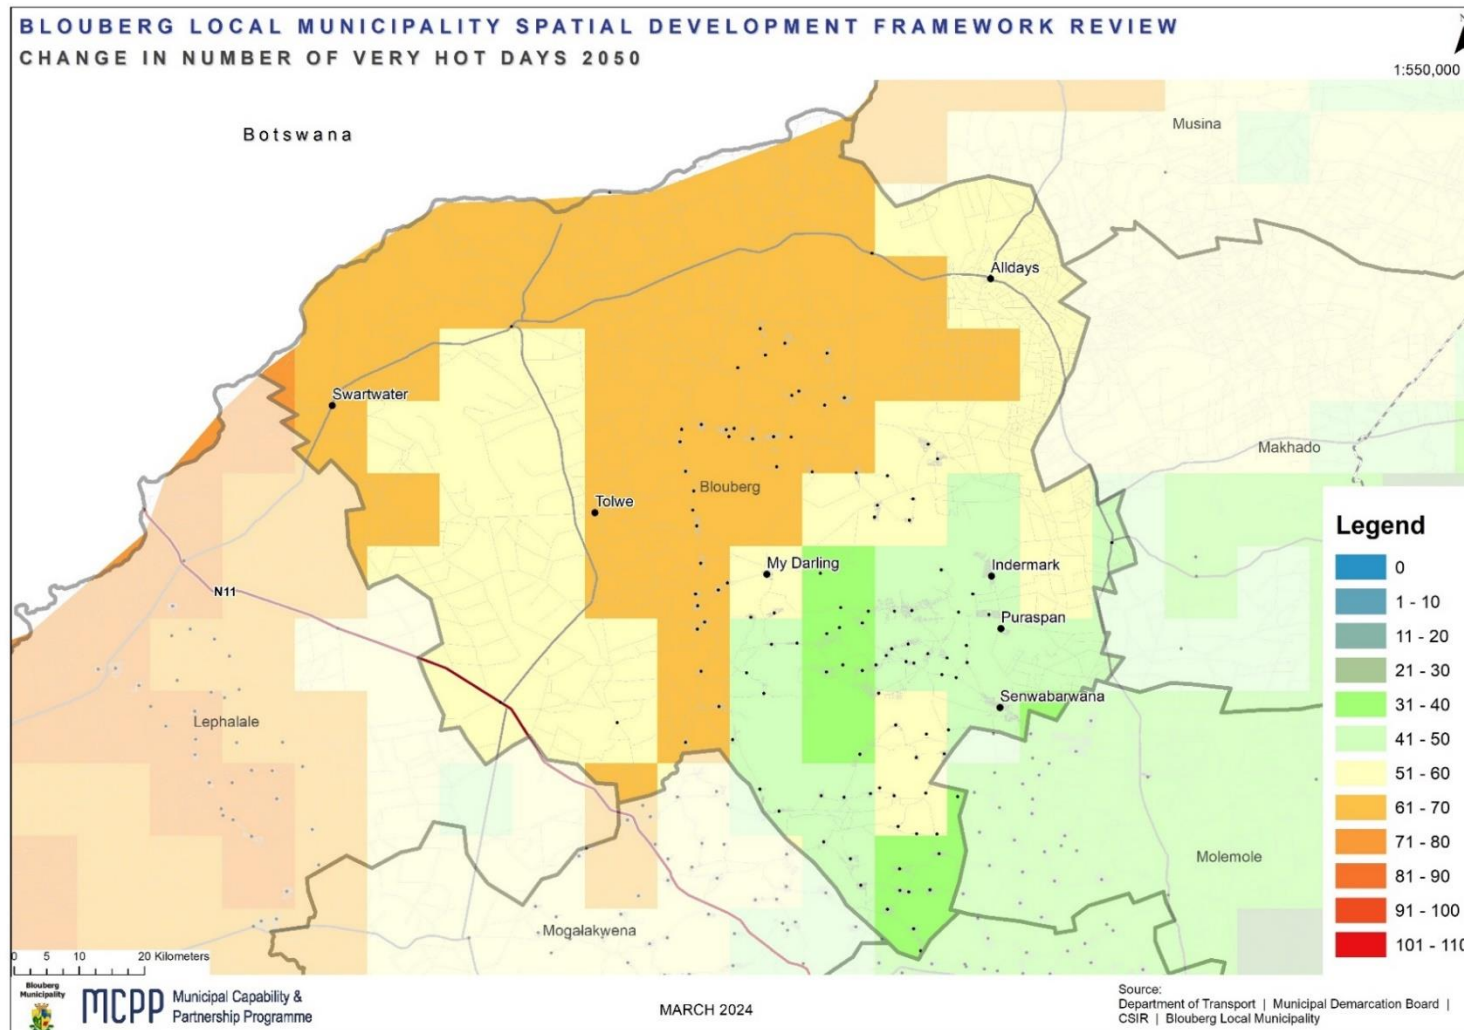 BLOUBERG LOCAL MUNICIPALITY SPATIAL DEVELOPMENT FRAMEWORK REVIEW
CHANGE IN NUMBER OF VERY HOT DAYS 2050
1:550,000
Botswana
Musina
Alldays
Swartwater
Makhado
Blouberg
Tolwe
My Darling
Indermark
N11
Puraspan
Senwabarwana
Lephalale
Molemole
Mogalakwena
Legend
0
1 - 10
11 - 20
21 - 30
31 - 40
41 - 50
51 - 60
61 - 70
71 - 80
81 - 90
91 - 100
101 - 110
0 5 10 20 Kilometers
Blouberg
Municipality
MCPP Municipal Capability &
Partnership Programme
MARCH 2024
Source:
Department of Transport | Municipal Demarcation Board |
CSIR | Blouberg Local Municipality